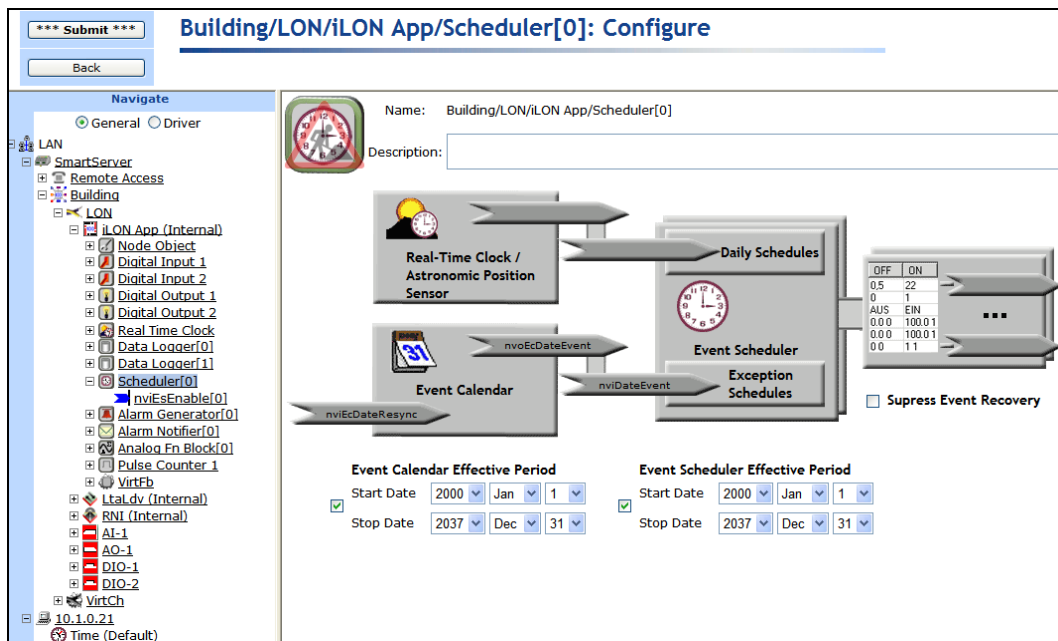 *** Submit ***
Back
Building/LON/iLON App/Scheduler[0]: Configure
Navigate
General Driver
LAN
SmartServer
Remote Access
Building
LON
iLON App (Internal)
Node Object
Digital Input 1
Digital Input 2
Digital Output 1
Digital Output 2
Real Time Clock
Data Logger[0]
Data Logger[1]
Scheduler[0]
nviEsEnable[0]
Alarm Generator[0]
Alarm Notifier[0]
Analog Fn Block[0]
Pulse Counter 1
VirtFb
LtaLdv (Internal)
RNI (Internal)
AI-1
AO-1
DIO-1
DIO-2
VirtCh
10.1.0.21
Time (Default)
Name: Building/LON/iLON App/Scheduler[0]
Description:
Real-Time Clock /
Astronomic Position
Sensor
31
Event Calendar
nvoEcDateEvent
nviDateEvent
nviEcDateResync
Daily Schedules
Event Scheduler
Exception
Schedules
OFF ON
0,5 22
0 1
AUS EIN
0.0 0 100.0 1
0.0 0 100.0 1
0 0 1 1
...
Supress Event Recovery
Event Calendar Effective Period
Start Date 2000 Jan 1
Stop Date 2037 Dec 31
Event Scheduler Effective Period
Start Date 2000 Jan 1
Stop Date 2037 Dec 31